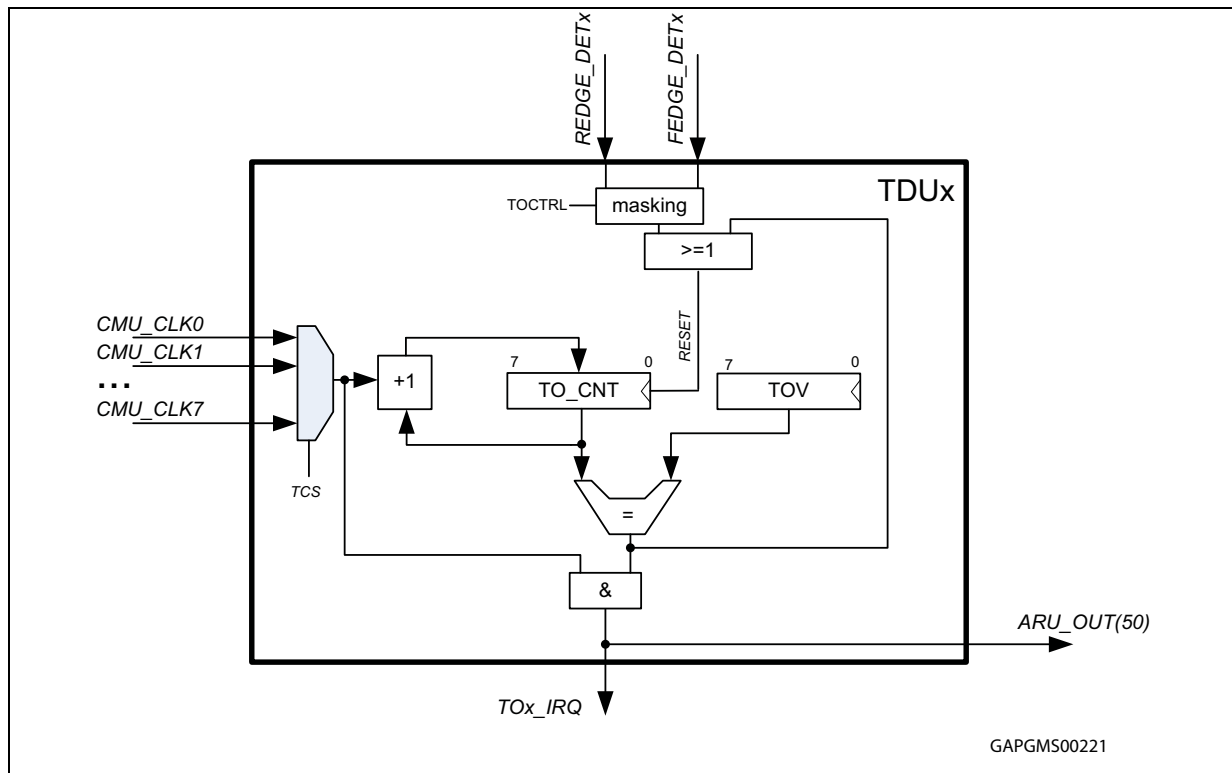 REDGE_DETx
FEDGE_DETx
TDUx
TOCTRL
masking
>=1
CMU_CLK0
CMU_CLK1
...
CMU_CLK7
TCS
+1
7
0
TO_CNT
RESET
7
0
TOV
=
&
ARU_OUT(50)
TOx_IRQ
GAPGMS00221